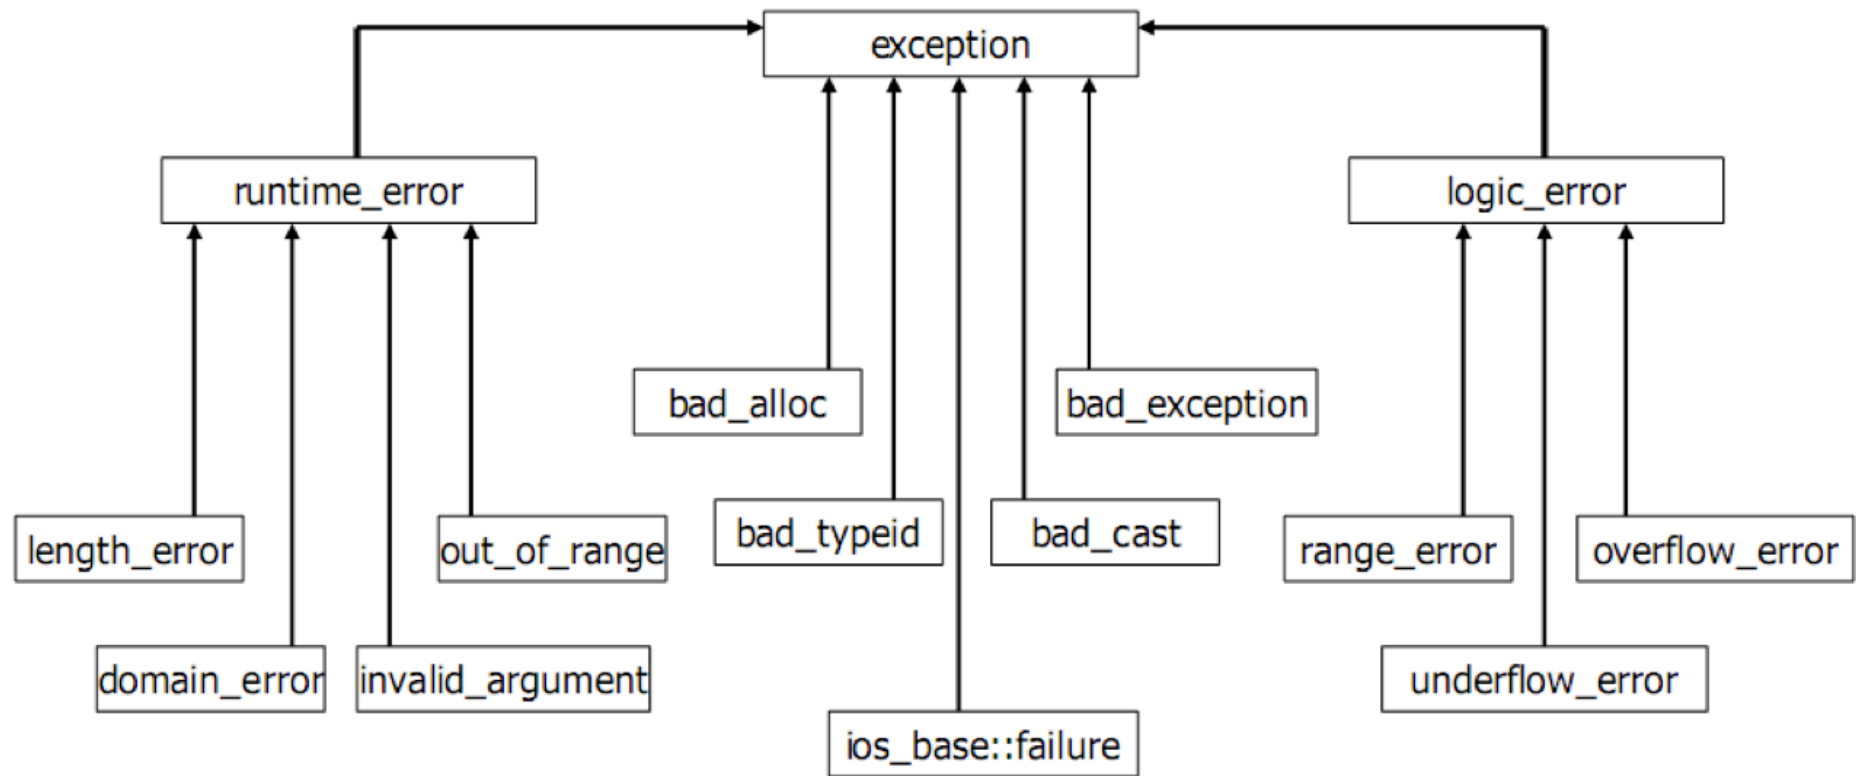 exception
runtime_error
logic_error
bad_alloc
bad_exception
bad_typeid
bad_cast
length_error
out_of_range
range_error
overflow_error
domain_error
invalid_argument
underflow_error
ios_base::failure